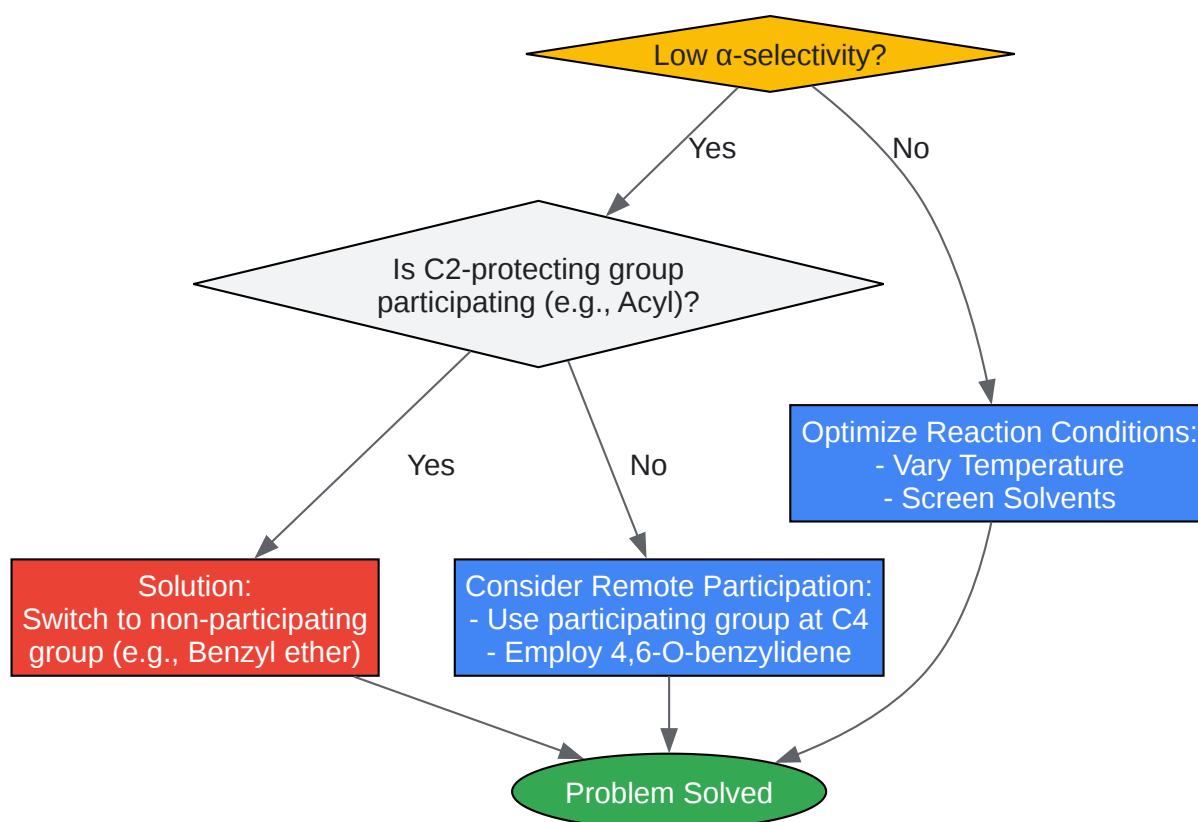 Low α-selectivity?
Yes
No
Is C2-protecting group
participating (e.g., Acyl)?
Optimize Reaction Conditions:
- Vary Temperature
- Screen Solvents
Yes
No
Solution:
Switch to non-participating
group (e.g., Benzyl ether)
Consider Remote Participation:
- Use participating group at C4
- Employ 4,6-O-benzylidene
Problem Solved